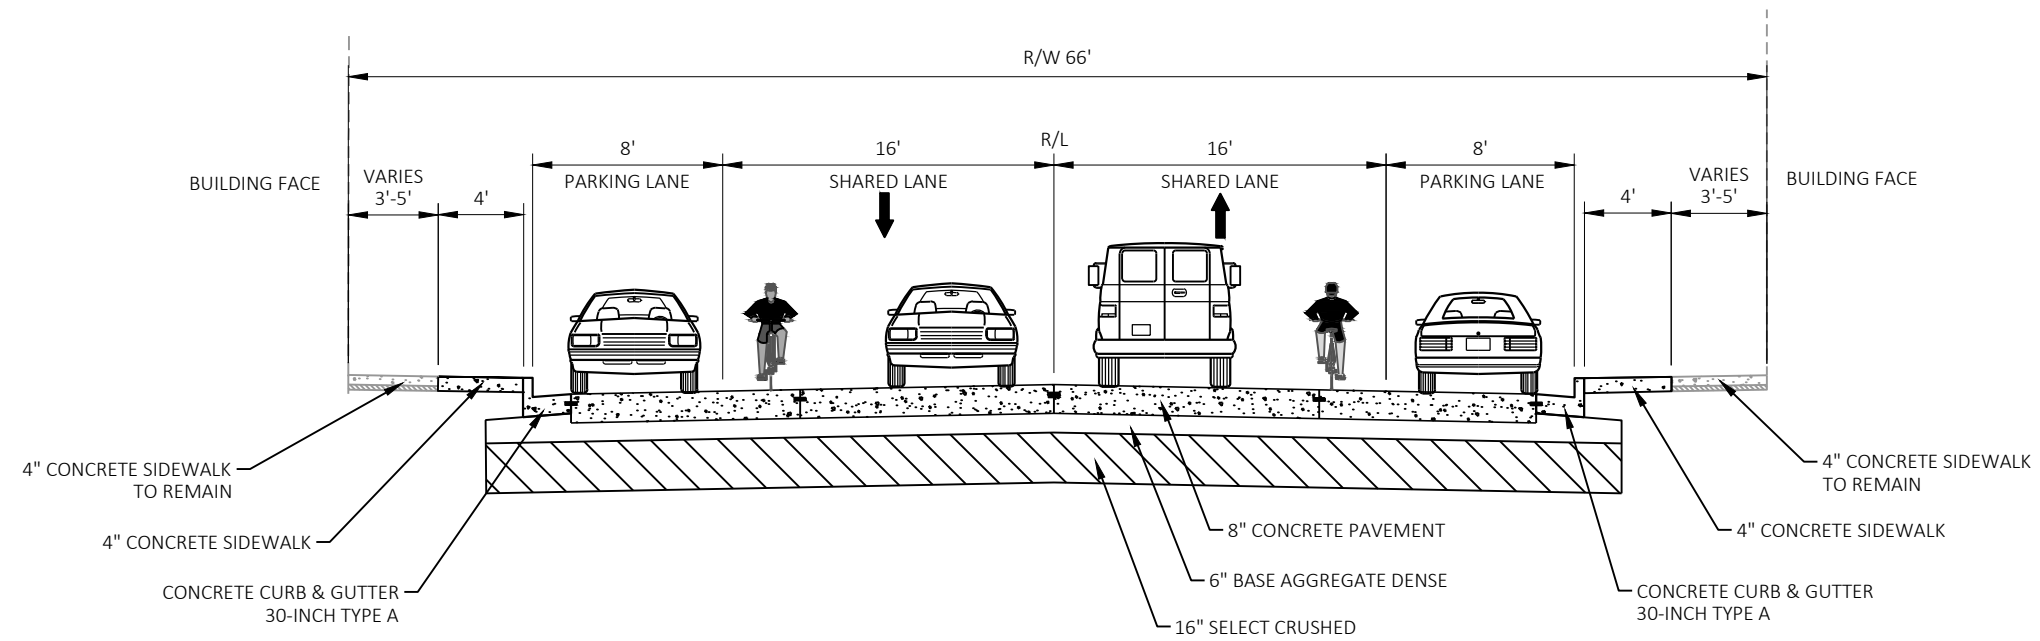 R/W 66'
R/L
8'
16'
16'
8'
BUILDING FACE
VARIES
3'-5'
4'
PARKING LANE
SHARED LANE
SHARED LANE
PARKING LANE
4'
VARIES
3'-5'
BUILDING FACE
4" CONCRETE SIDEWALK
TO REMAIN
4" CONCRETE SIDEWALK
CONCRETE CURB & GUTTER
30-INCH TYPE A
8" CONCRETE PAVEMENT
6" BASE AGGREGATE DENSE
16" SELECT CRUSHED
4" CONCRETE SIDEWALK
TO REMAIN
4" CONCRETE SIDEWALK
CONCRETE CURB & GUTTER
30-INCH TYPE A